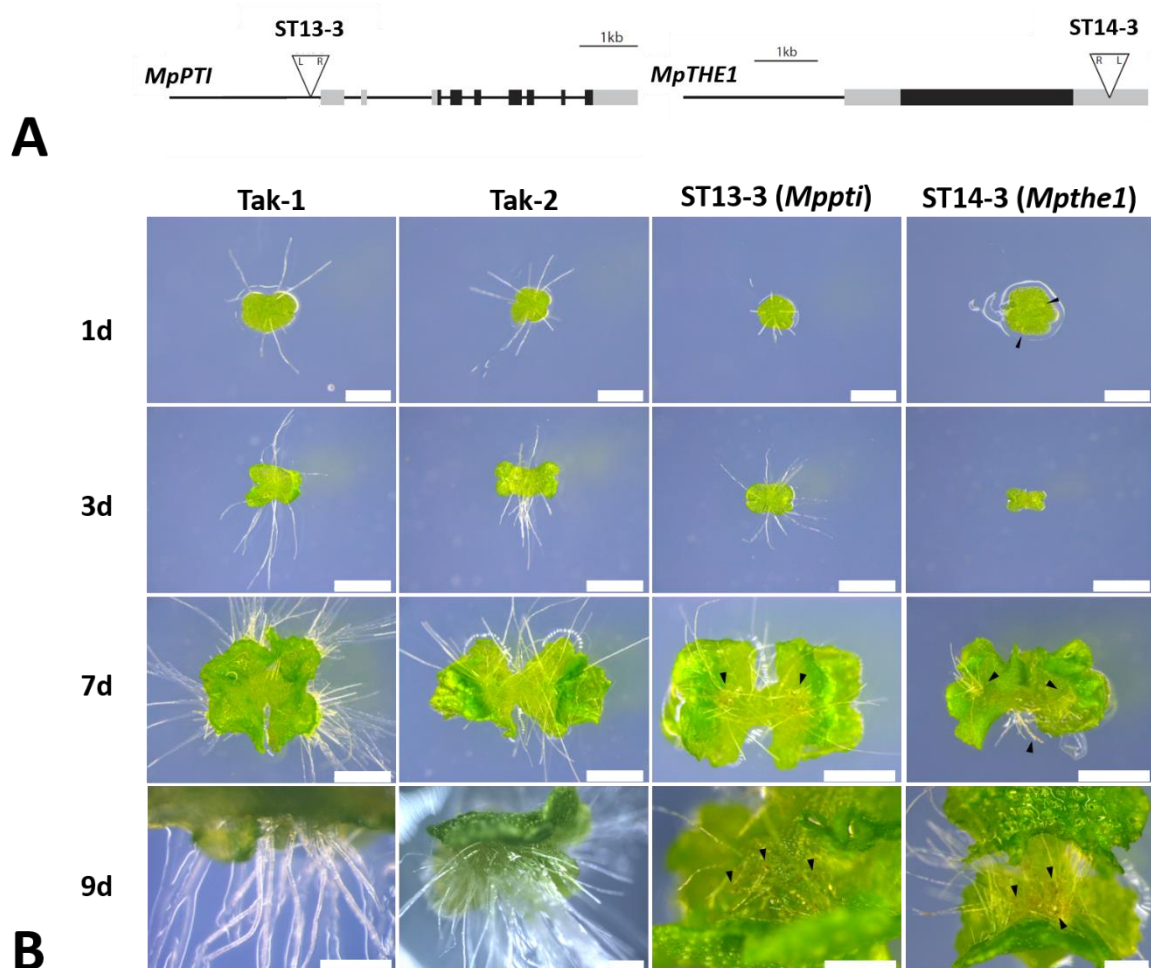 ST13-3
ST14-3
1kb
1kb
MpPTI
L R
MpTHE1
R L
A
Tak-1
Tak-2
ST13-3 (Mppti)
ST14-3 (Mpthe1)
1d
3d
7d
9d
B